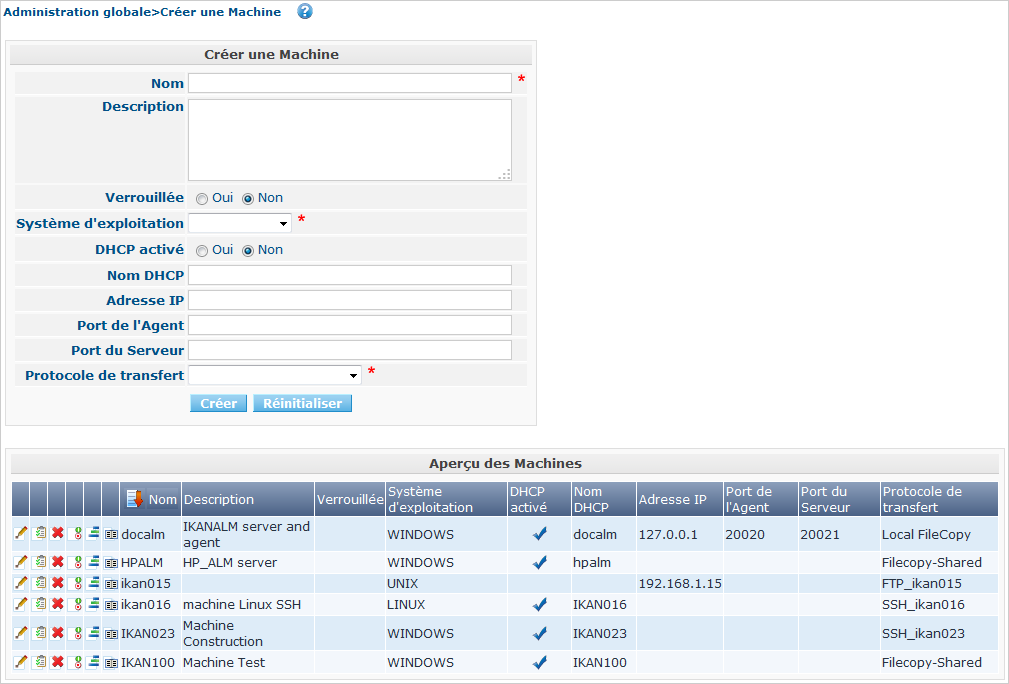 Administration globale>Créer une Machine ?
Créer une Machine
Nom *
Description
Verrouillée Oui Non
Système d'exploitation *
DHCP activé Oui Non
Nom DHCP
Adresse IP
Port de l'Agent
Port du Serveur
Protocole de transfert *
Créer Réinitialiser
Aperçu des Machines
Nom Description Verrouillée Système d'exploitation DHCP activé Nom DHCP Adresse IP Port de l'Agent Port du Serveur Protocole de transfert
docalm IKANALM server and agent WINDOWS docalm 127.0.0.1 20020 20021 Local FileCopy
HPALM HP_ALM server WINDOWS hpalm Filecopy-Shared
ikan015 UNIX 192.168.1.15 FTP_ikan015
ikan016 machine Linux SSH LINUX IKAN016 SSH_ikan016
IKAN023 Machine Construction WINDOWS IKAN023 SSH_ikan023
IKAN100 Machine Test WINDOWS IKAN100 Filecopy-Shared